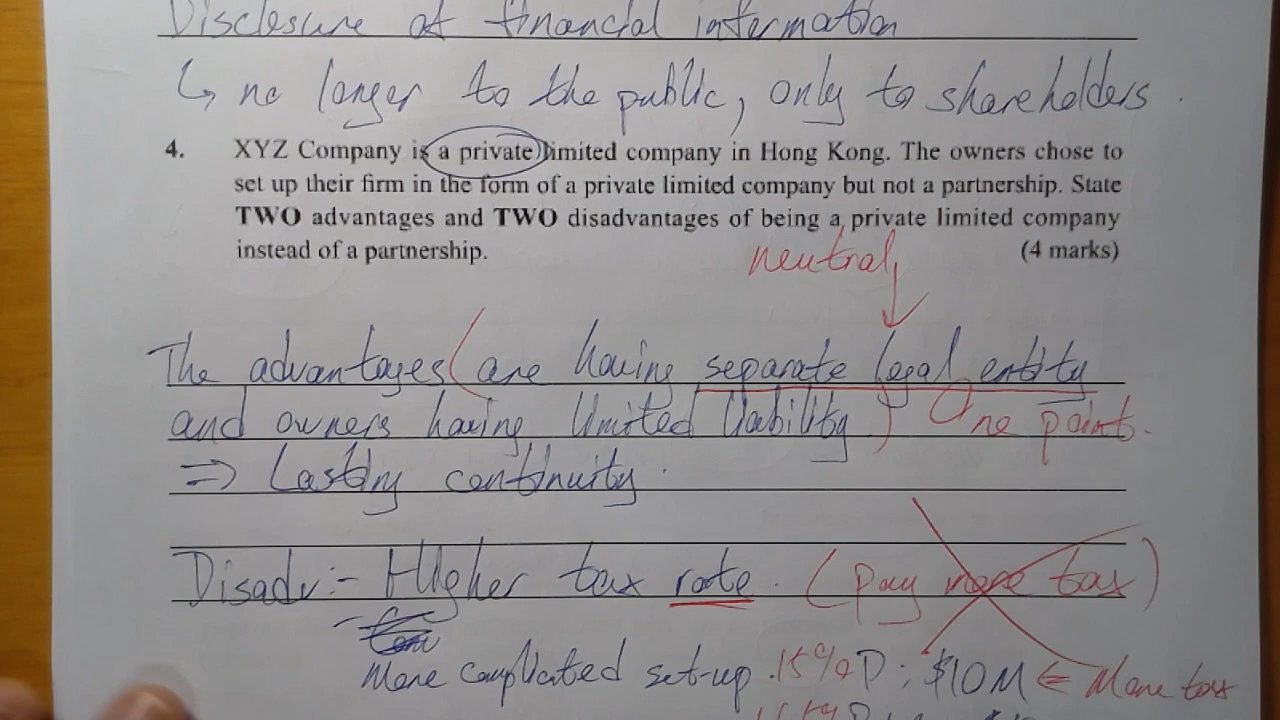 Disclosure of financial information
↳ no longer to the public, only to shareholders.
4. XYZ Company is a private limited company in Hong Kong. The owners chose to
set up their firm in the form of a private limited company but not a partnership. State
TWO advantages and TWO disadvantages of being a private limited company
instead of a partnership. (4 marks)
neutral
The advantages (are having separate legal entity
and owners having limited liability) One point.
⇒ Lasting continuity.
Disadv:- Higher tax rate. (pay more tax)
More complicated set-up .15% P : $10M ⇐ More tax